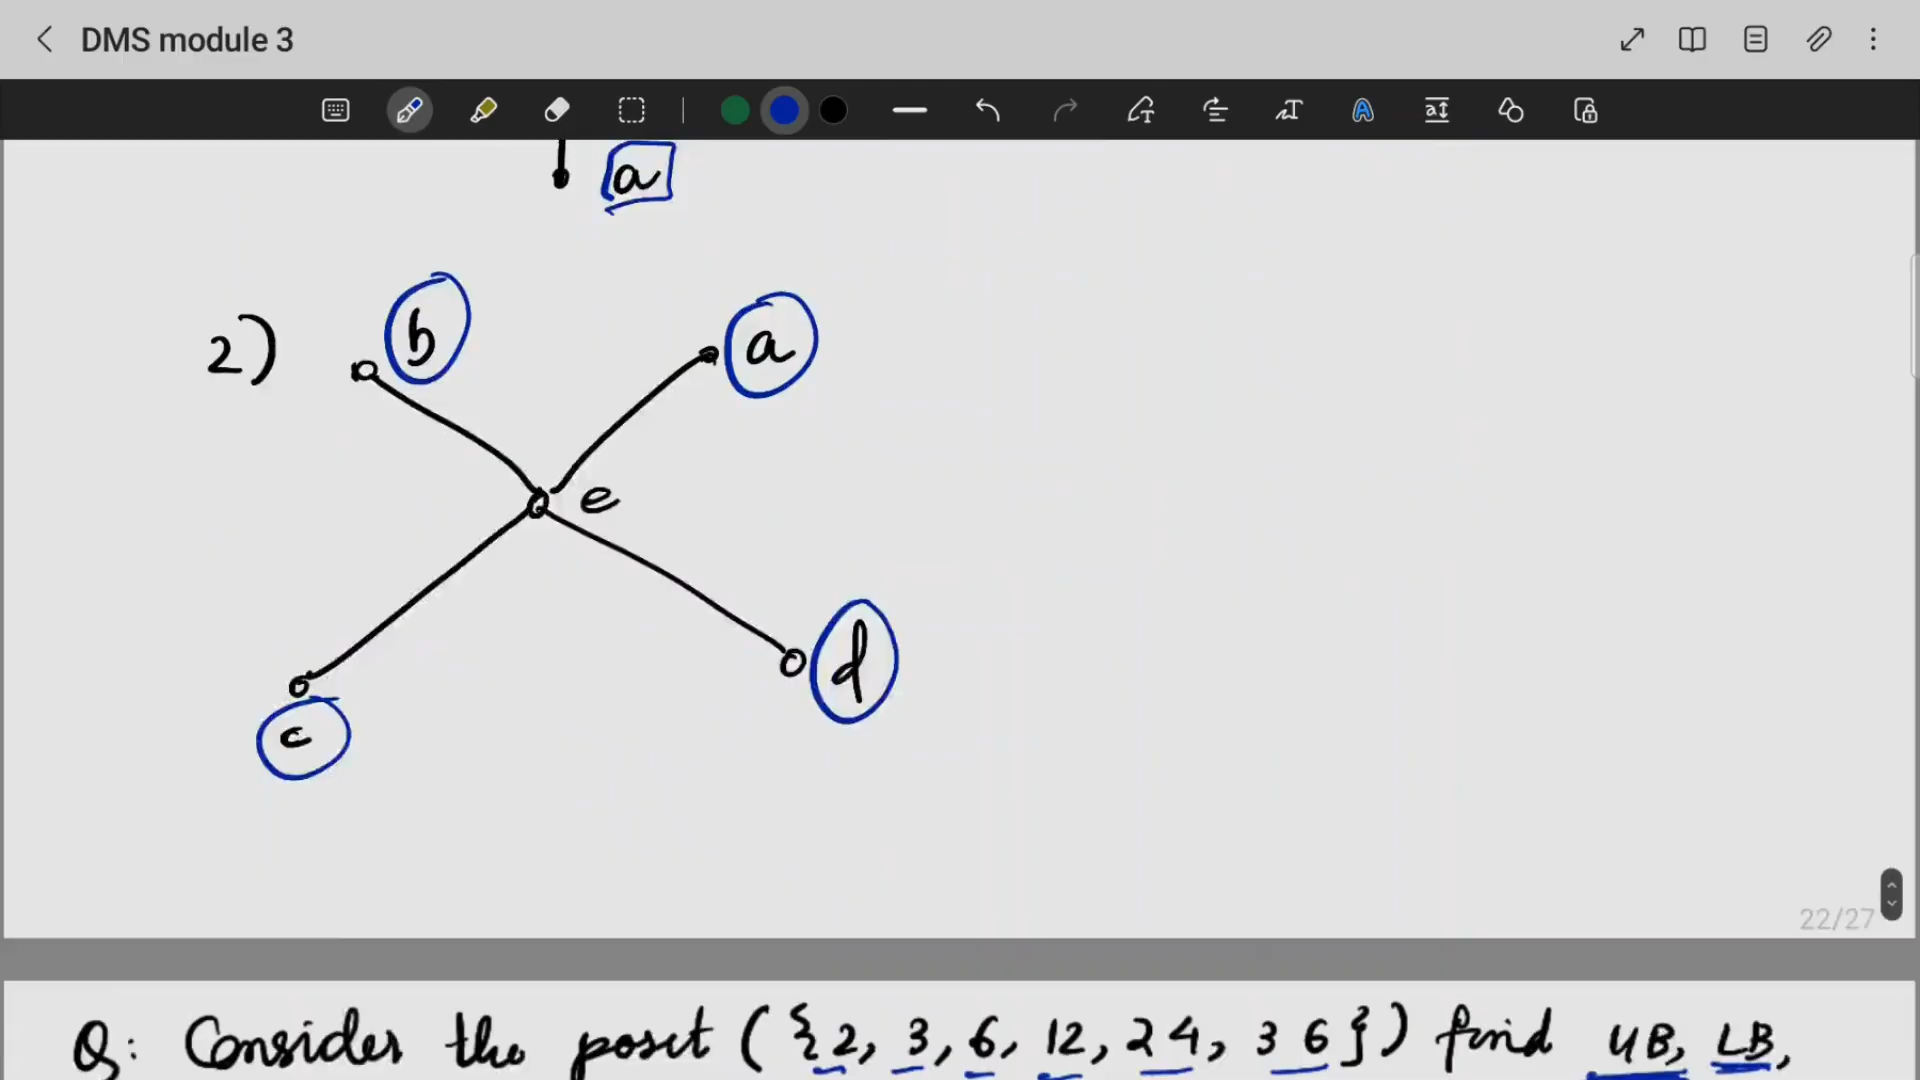 DMS module 3
a
2) b a
e
d
c
22/27
Q: Consider the poset ({2, 3, 6, 12, 24, 36}) find UB, LB,